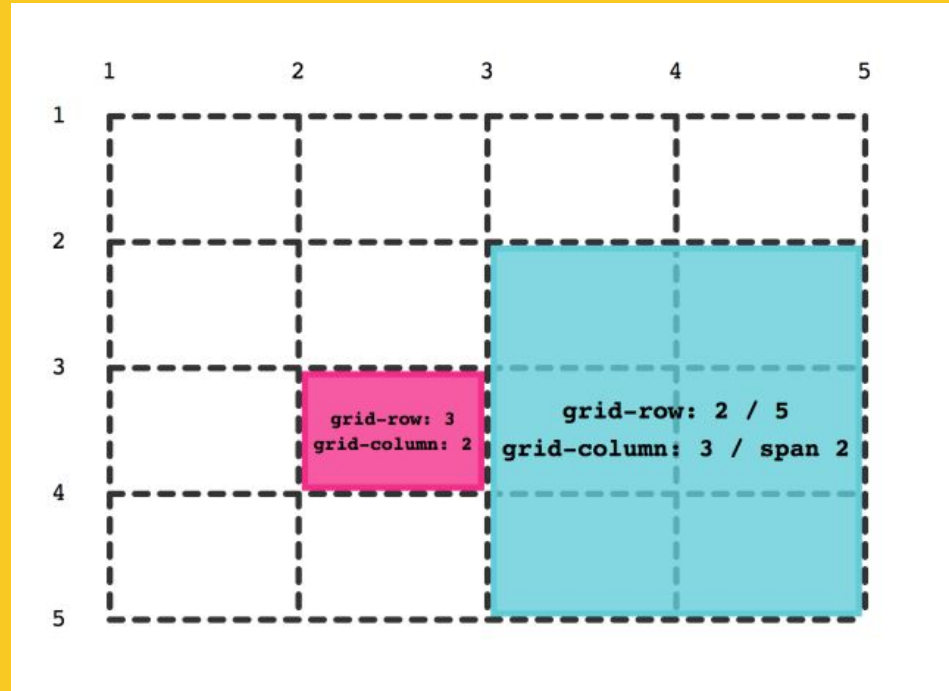 1 2 3 4 5
1
2
3
grid-row: 2 / 5
grid-row: 3
grid-column: 2
grid-column: 3 / span 2
4
5